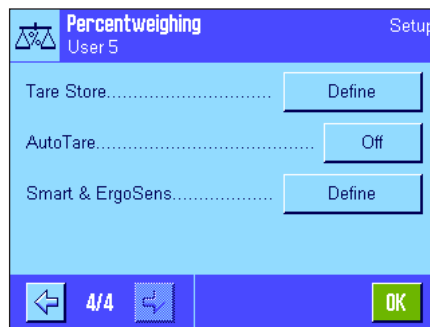 Percentweighing
Setup
User 5
Tare Store.............................. Define
AutoTare........................................ Off
Smart & ErgoSens.................. Define
4/4
OK